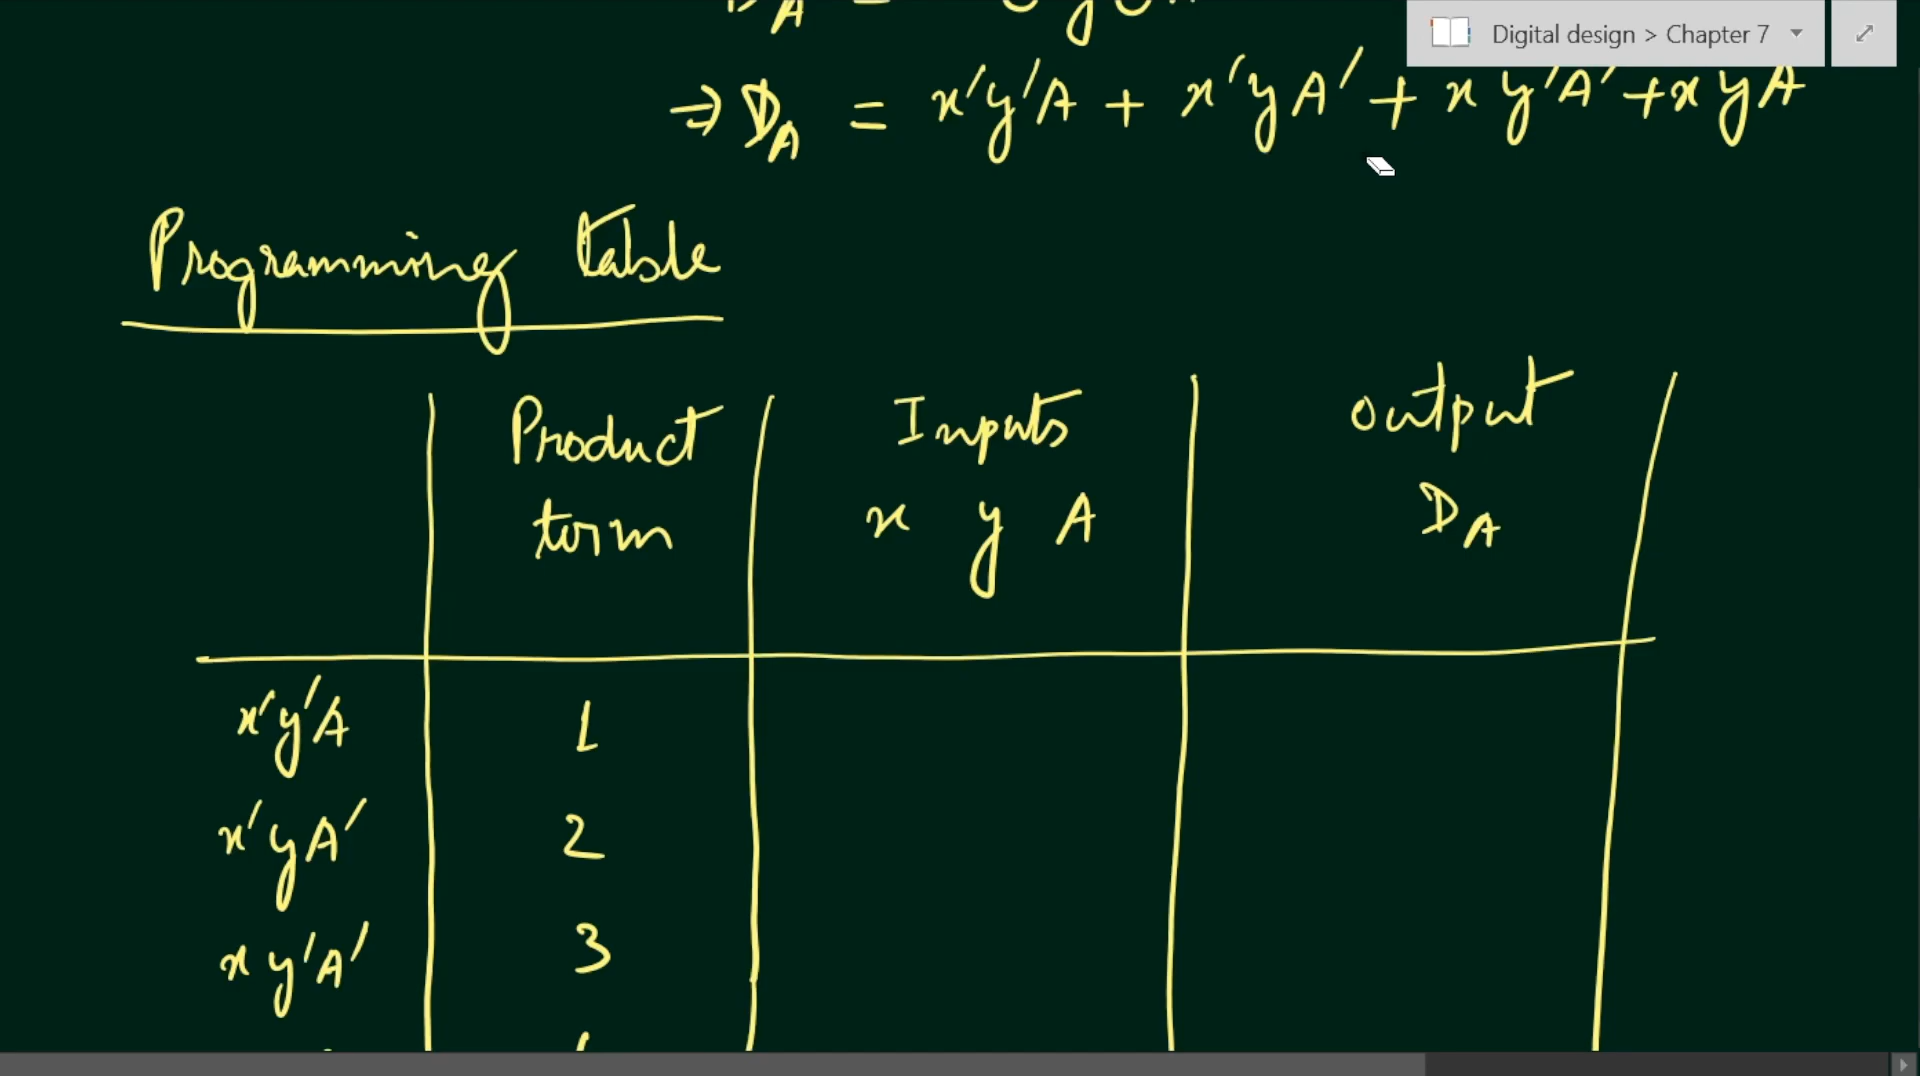 Digital design > Chapter 7
⇒ D_A = x'y'A + x'yA' + xy'A' + xyA
Programming table
Product term
Inputs
x y A
Output
D_A
x'y'A 1
x'yA' 2
xy'A' 3